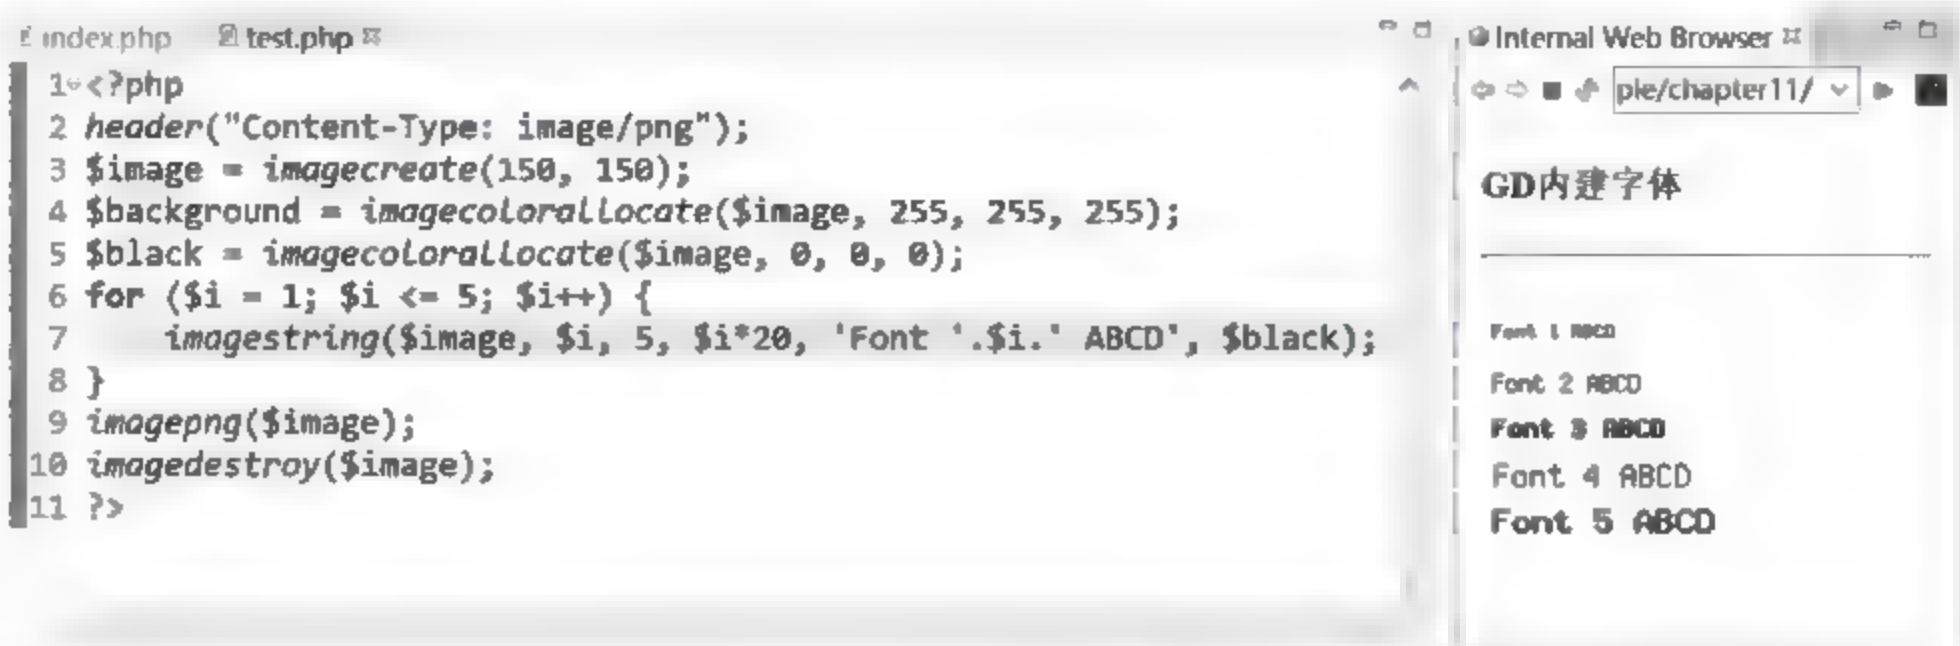 index.php test.php
1 <?php
2 header("Content-Type: image/png");
3 $image = imagecreate(150, 150);
4 $background = imagecolorallocate($image, 255, 255, 255);
5 $black = imagecolorallocate($image, 0, 0, 0);
6 for ($i = 1; $i <= 5; $i++) {
7 imagestring($image, $i, 5, $i*20, 'Font '.$i.' ABCD', $black);
8 }
9 imagepng($image);
10 imagedestroy($image);
11 ?>
Internal Web Browser
ple/chapter11/
GD内建字体
Font 1 ABCD
Font 2 ABCD
Font 3 ABCD
Font 4 ABCD
Font 5 ABCD